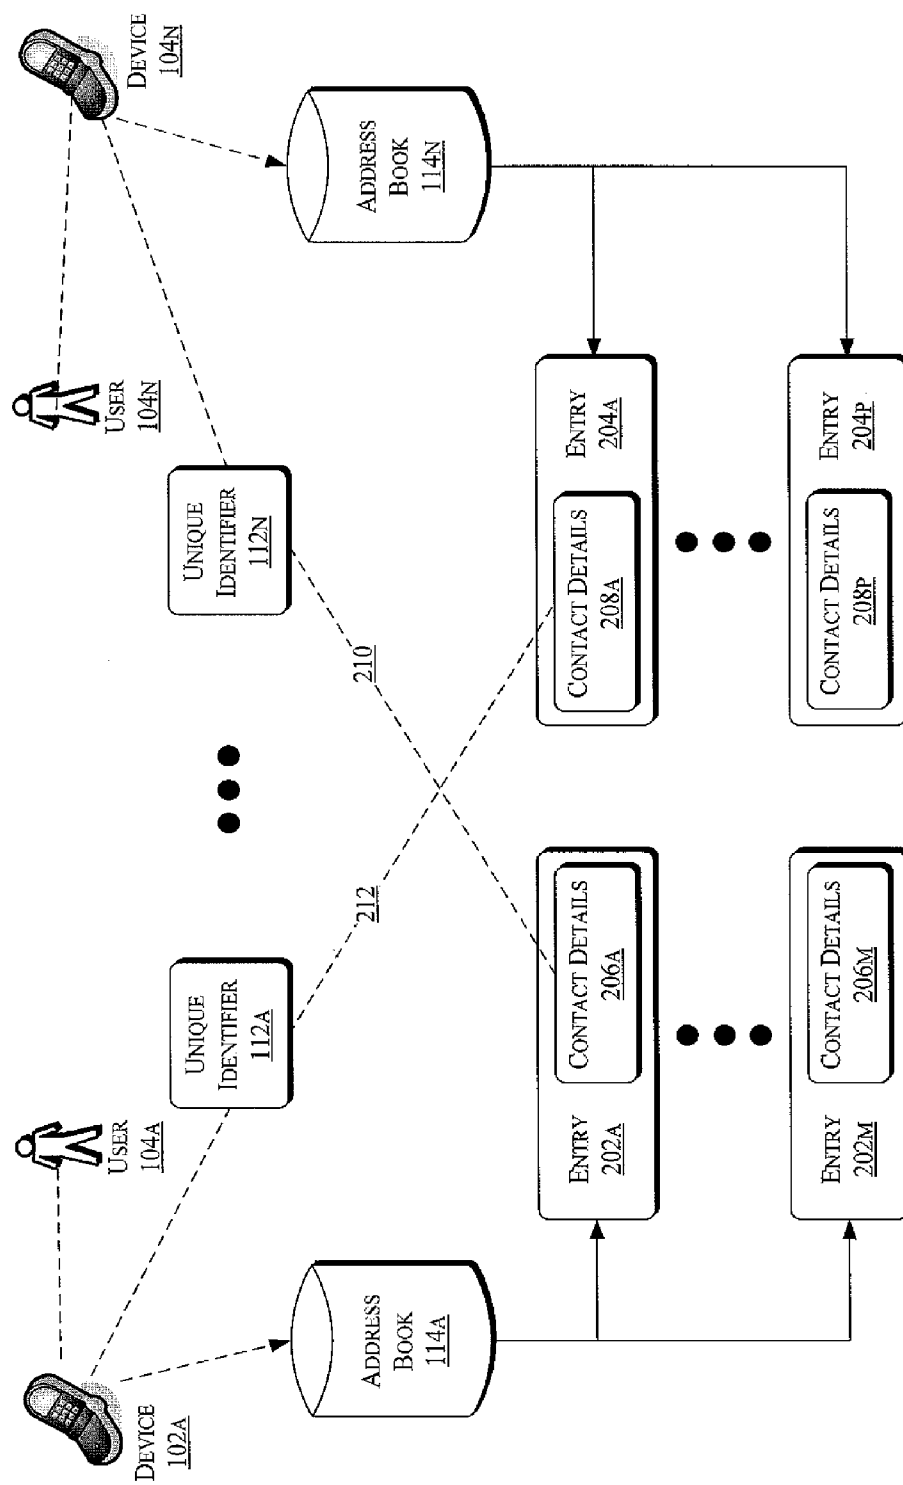 DEVICE
102A
USER
104A
USER
104N
DEVICE
104N
UNIQUE
IDENTIFIER
112A
UNIQUE
IDENTIFIER
112N
ADDRESS
BOOK
114A
212
210
ADDRESS
BOOK
114N
ENTRY
202A
CONTACT DETAILS
206A
CONTACT DETAILS
208A
ENTRY
204A
ENTRY
202M
CONTACT DETAILS
206M
CONTACT DETAILS
208P
ENTRY
204P